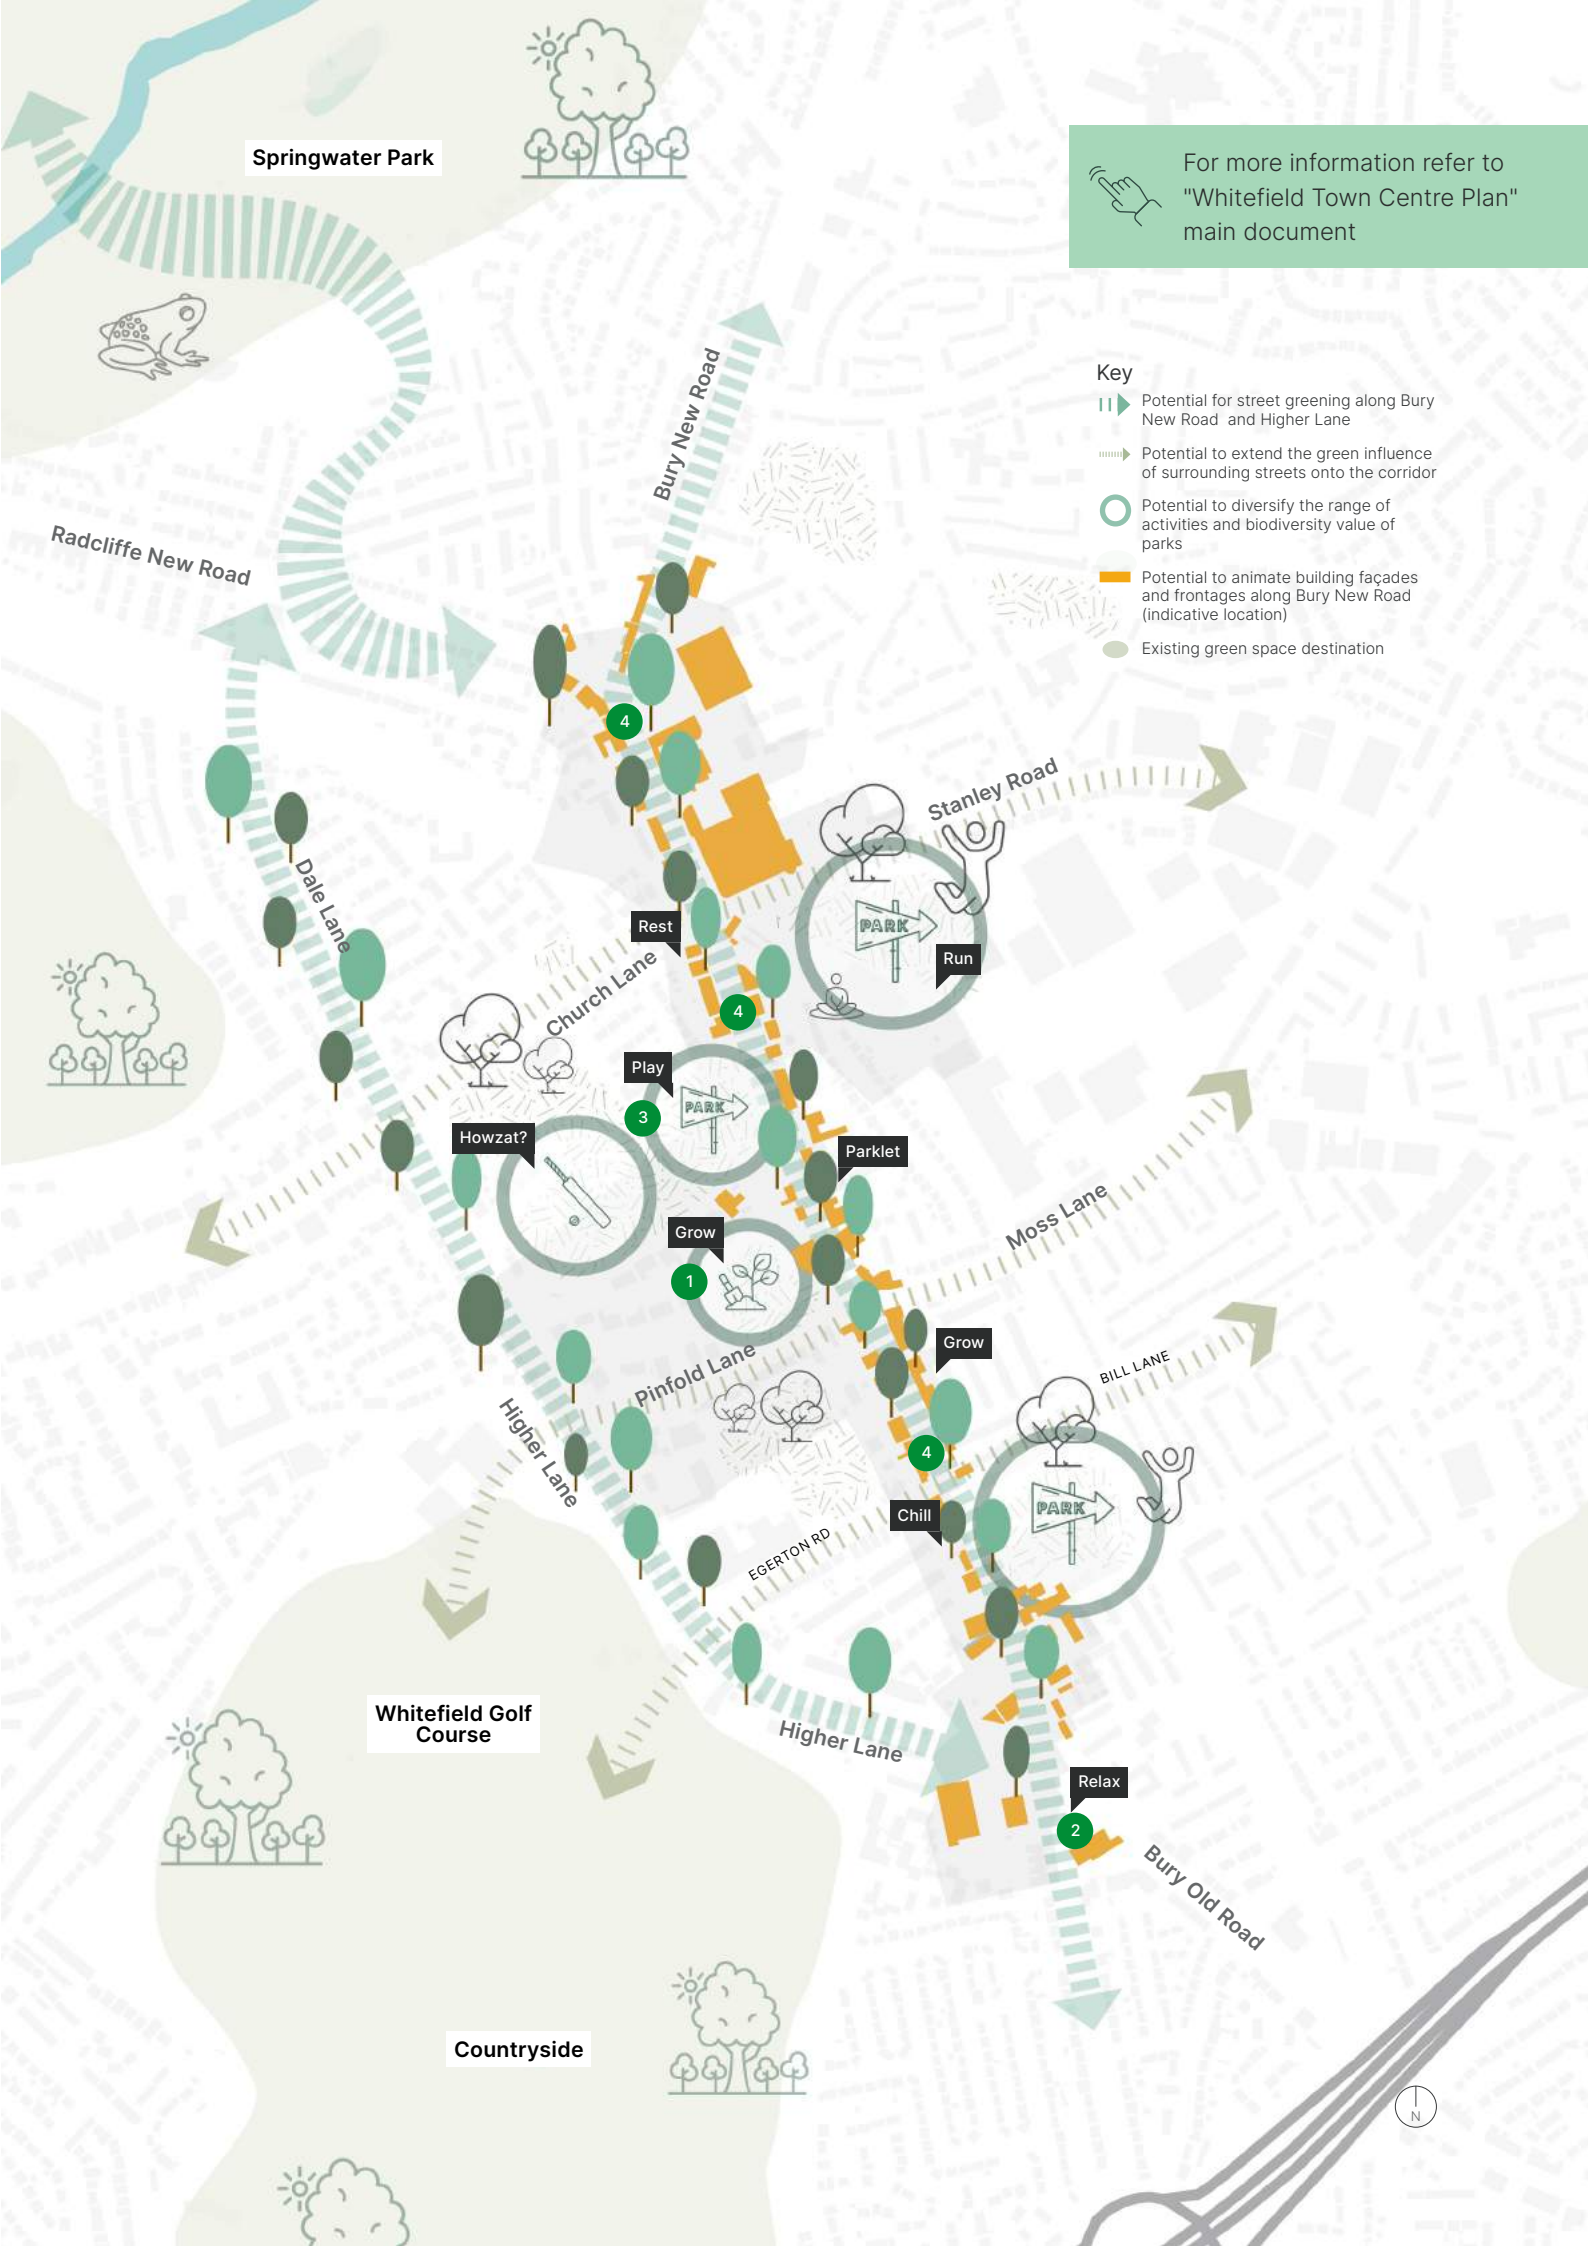 Springwater Park
For more information refer to
"Whitefield Town Centre Plan"
main document
Key
Potential for street greening along Bury
New Road and Higher Lane
Potential to extend the green influence
of surrounding streets onto the corridor
Potential to diversify the range of
activities and biodiversity value of
parks
Potential to animate building façades
and frontages along Bury New Road
(indicative location)
Existing green space destination
Bury New Road
Radcliffe New Road
4
Stanley Road
Dale Lane
PARK
Rest
Run
Church Lane
4
Play
PARK
3
Howzat?
Parklet
Moss Lane
Grow
1
Grow
Pinfold Lane
BILL LANE
Higher Lane
4
PARK
Chill
EGERTON RD
Whitefield Golf
Course
Higher Lane
Relax
2
Bury Old Road
Countryside
N